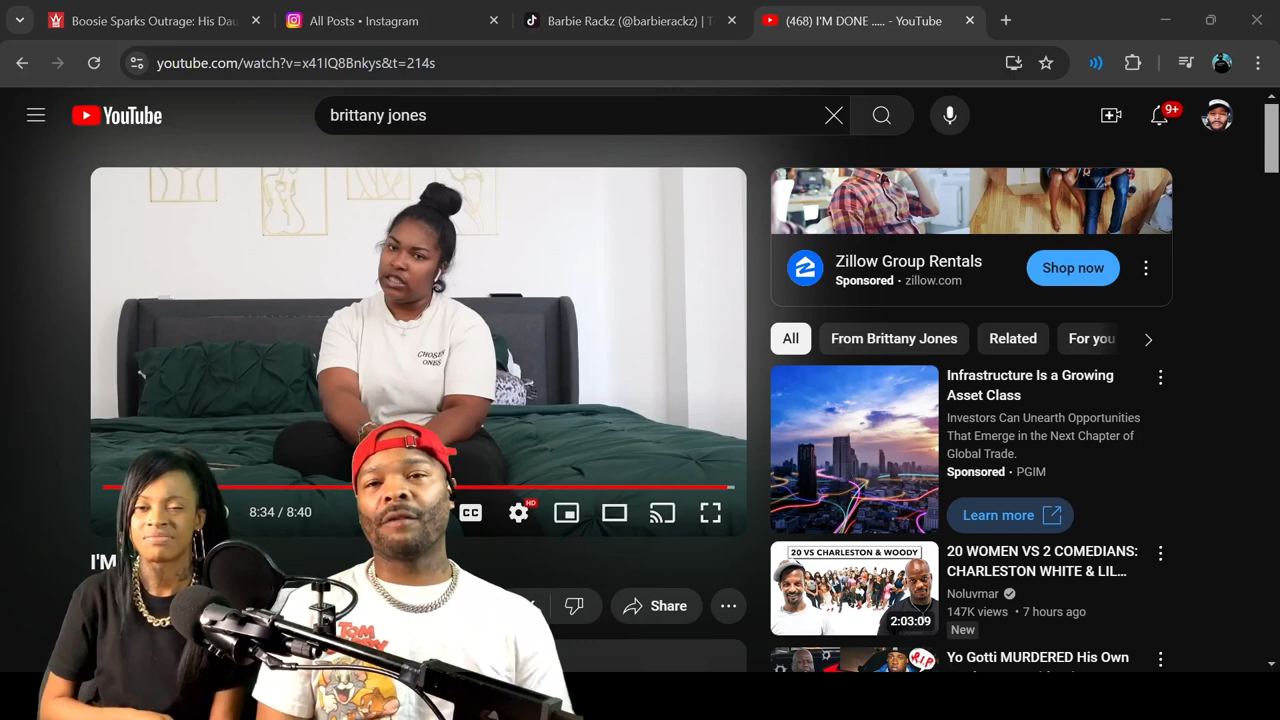 Boosie Sparks Outrage: His Dau
All Posts • Instagram
Barbie Rackz (@barbierackz) | T
(468) I'M DONE ..... - YouTube
youtube.com/watch?v=x41IQ8Bnkys&t=214s
YouTube
brittany jones
9+
CHOSEN
ONES
8:34 / 8:40
CC
HD
I'M
Share
TOM
Zillow Group Rentals
Sponsored · zillow.com
Shop now
All
From Brittany Jones
Related
For you
Infrastructure Is a Growing
Asset Class
Investors Can Unearth Opportunities
That Emerge in the Next Chapter of
Global Trade.
Sponsored · PGIM
Learn more
20 VS CHARLESTON & WOODY
2:03:09
20 WOMEN VS 2 COMEDIANS:
CHARLESTON WHITE & LIL...
Noluvmar
147K views • 7 hours ago
New
R.I.P
Yo Gotti MURDERED His Own